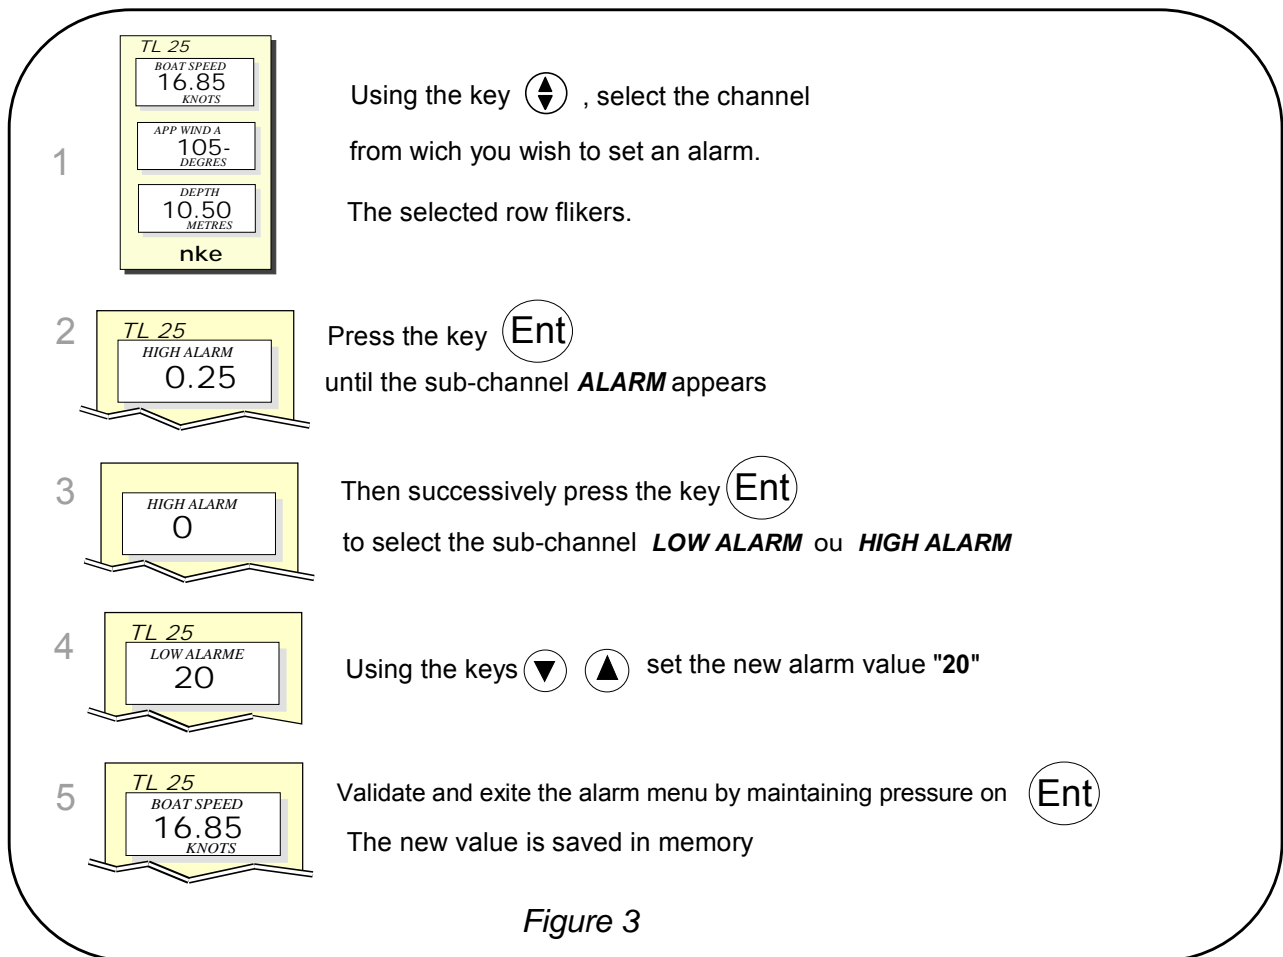 1
TL 25
BOAT SPEED
16.85
KNOTS
APP WIND A
105-
DEGRES
DEPTH
10.50
METRES
nke
Using the key , select the channel
from wich you wish to set an alarm.
The selected row flikers.
2
TL 25
HIGH ALARM
0.25
Press the key Ent
until the sub-channel ALARM appears
3
HIGH ALARM
0
Then successively press the key Ent
to select the sub-channel LOW ALARM ou HIGH ALARM
4
TL 25
LOW ALARME
20
Using the keys ▼ ▲ set the new alarm value "20"
5
TL 25
BOAT SPEED
16.85
KNOTS
Validate and exite the alarm menu by maintaining pressure on Ent
The new value is saved in memory
Figure 3